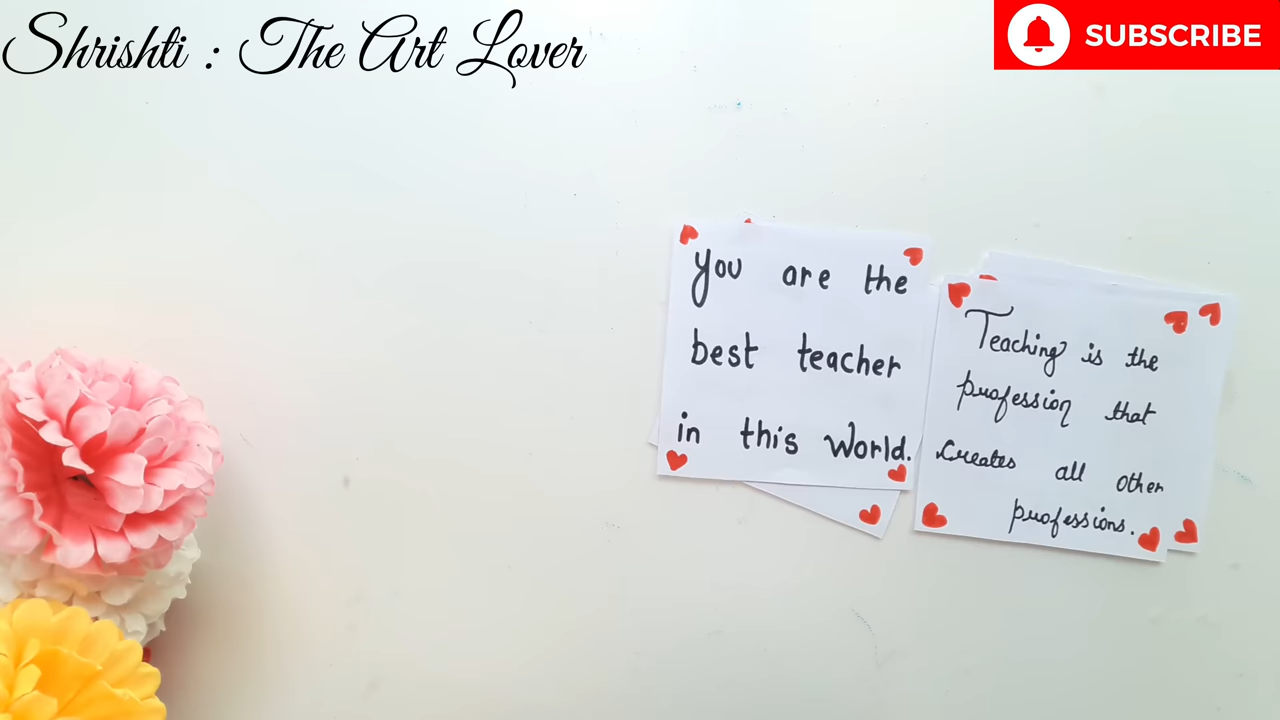 Shrishti : The Art Lover
SUBSCRIBE
You are the
best teacher
in this World.
Teaching is the
profession that
Creates all other
professions.